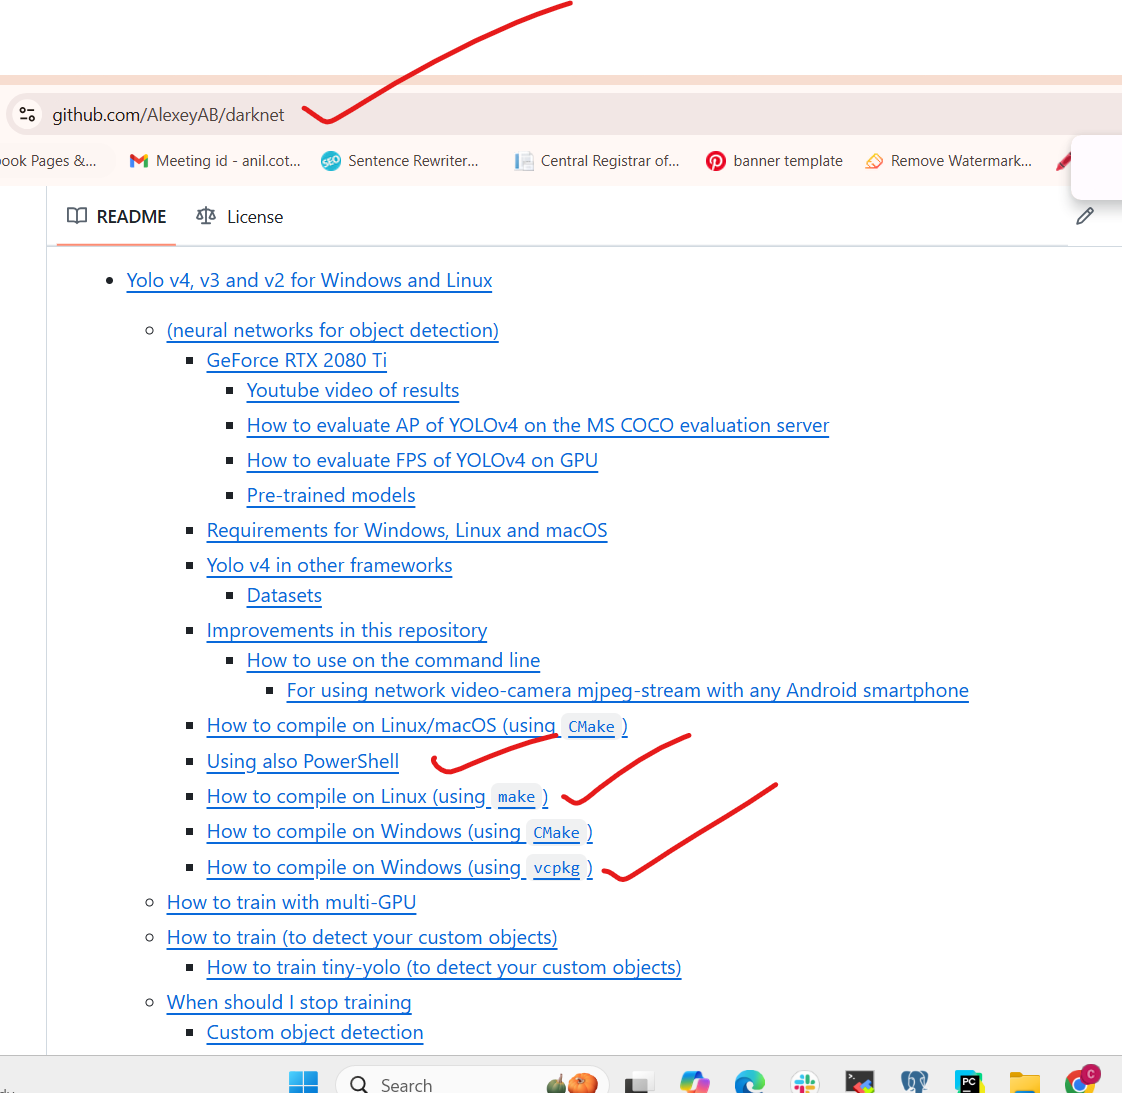 github.com/AlexeyAB/darknet
ook Pages &... Meeting id - anil.cot... SEO Sentence Rewriter... Central Registrar of... banner template Remove Watermark...
README License
Yolo v4, v3 and v2 for Windows and Linux
(neural networks for object detection)
GeForce RTX 2080 Ti
Youtube video of results
How to evaluate AP of YOLOv4 on the MS COCO evaluation server
How to evaluate FPS of YOLOv4 on GPU
Pre-trained models
Requirements for Windows, Linux and macOS
Yolo v4 in other frameworks
Datasets
Improvements in this repository
How to use on the command line
For using network video-camera mjpeg-stream with any Android smartphone
How to compile on Linux/macOS (using CMake )
Using also PowerShell
How to compile on Linux (using make )
How to compile on Windows (using CMake )
How to compile on Windows (using vcpkg )
How to train with multi-GPU
How to train (to detect your custom objects)
How to train tiny-yolo (to detect your custom objects)
When should I stop training
Custom object detection
Search PC C